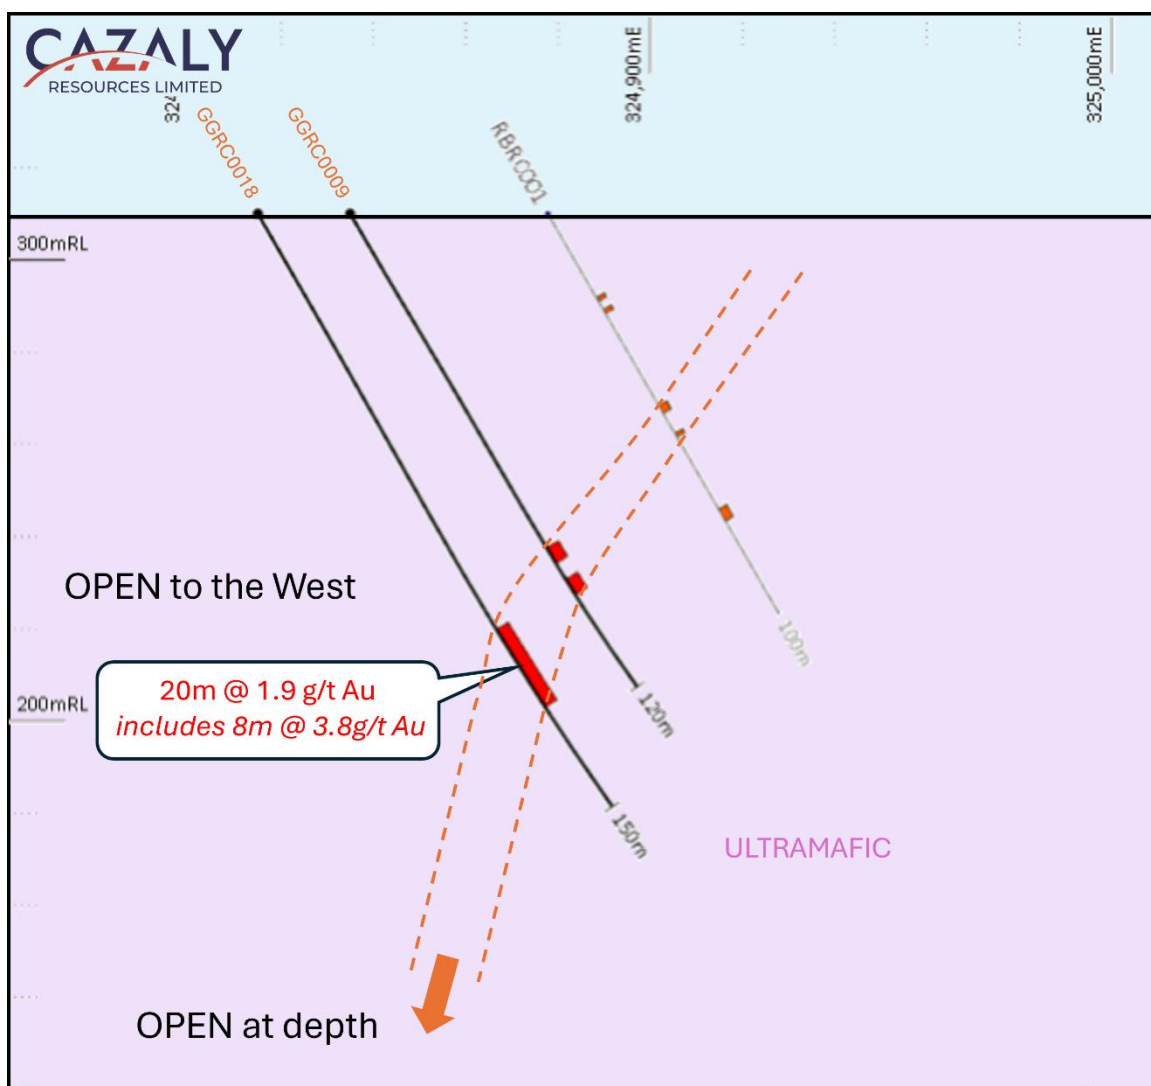 CAZALY
RESOURCES LIMITED
324,900mE
325,000mE
GGRC0018
GGRC0009
RBRC001
300mRL
OPEN to the West
100m
20m @ 1.9 g/t Au
includes 8m @ 3.8g/t Au
200mRL
120m
150m
ULTRAMAFIC
OPEN at depth